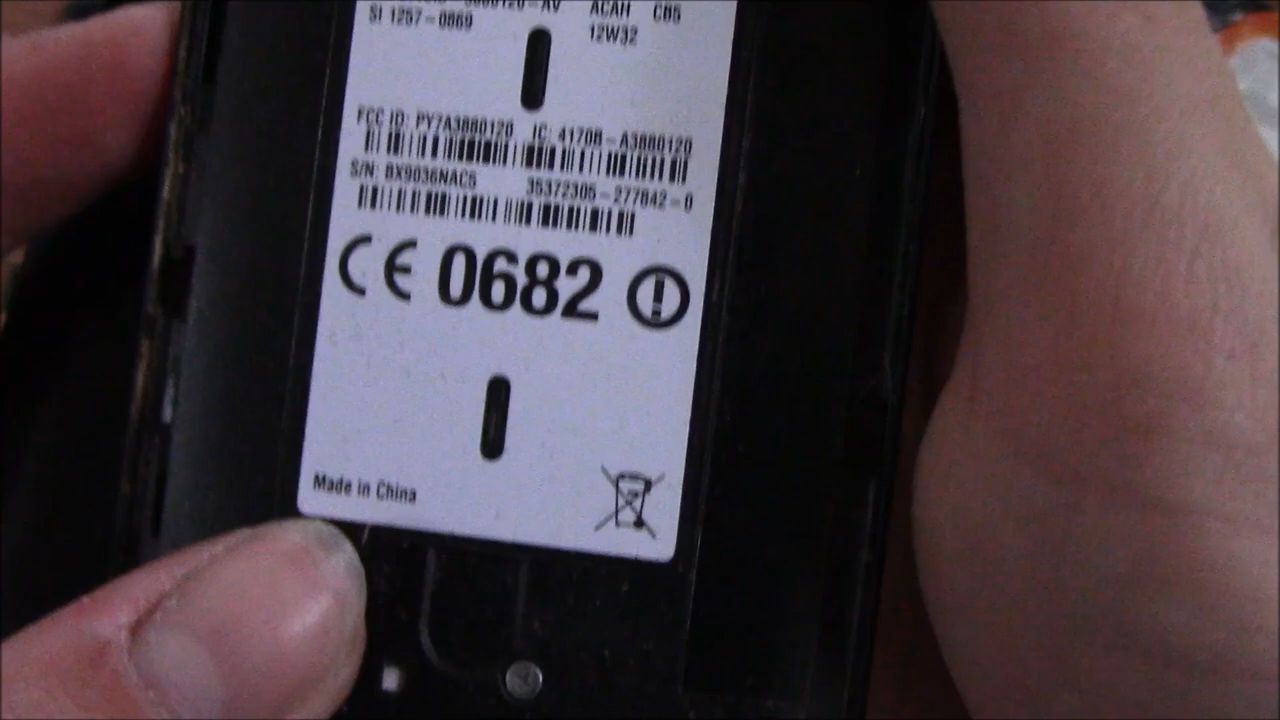 ACAH CB5
SI 1257-0869
12W32
FCC ID: PY7A3880120 IC: 4170B-A3880120
S/N: BX9036NAC5 35372305-277842-0
CE 0682
Made in China